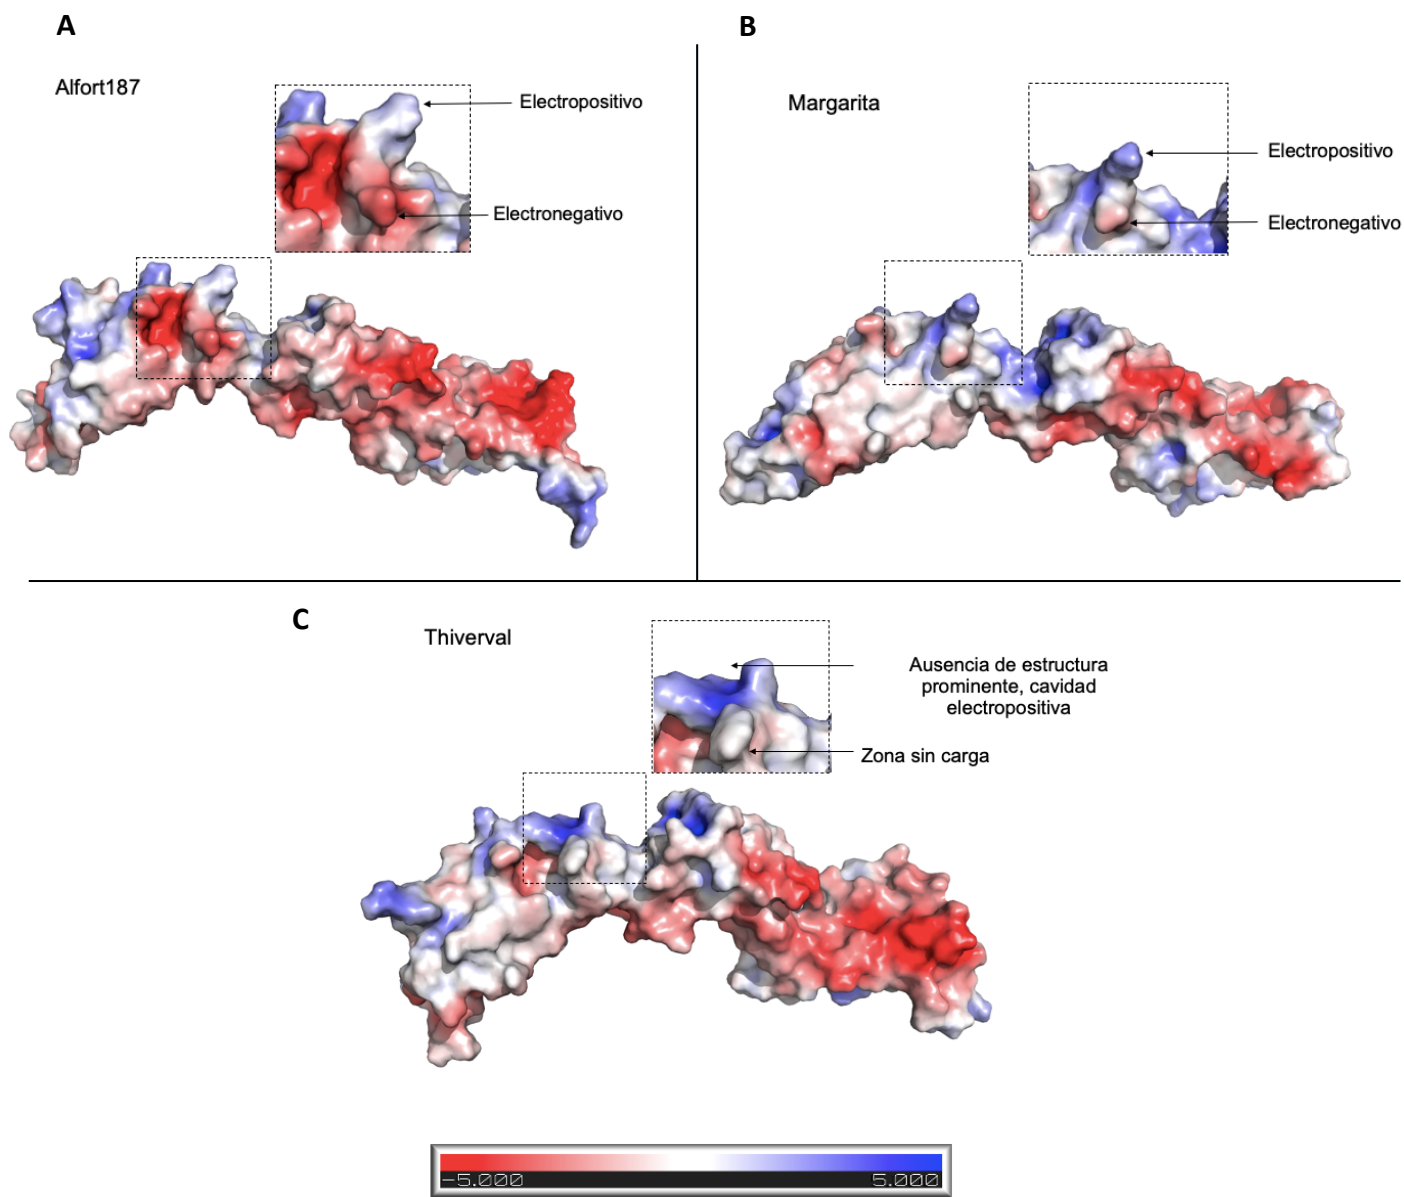 A
Alfort187
Electropositivo
Electronegativo
B
Margarita
Electropositivo
Electronegativo
C
Thiverval
Ausencia de estructura
prominente, cavidad
electropositiva
Zona sin carga
-5.000
5.000